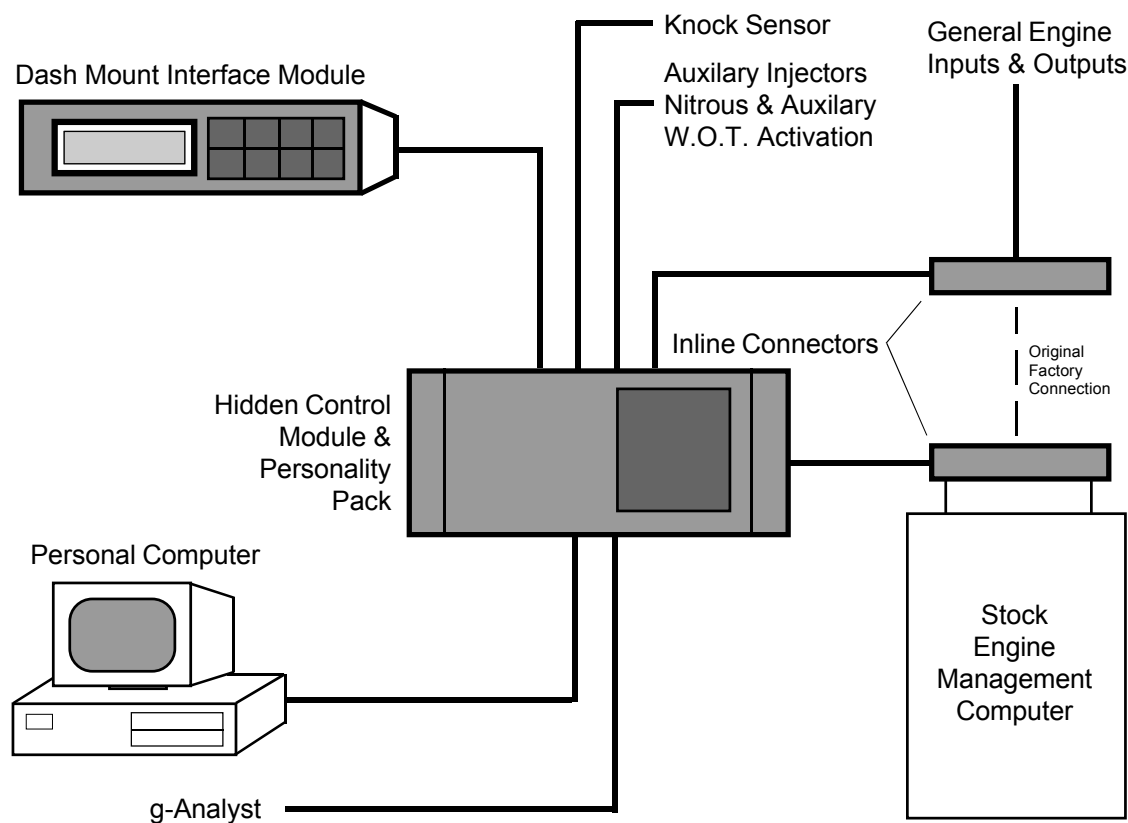 Knock Sensor
General Engine
Inputs & Outputs
Dash Mount Interface Module
Auxilary Injectors
Nitrous & Auxilary
W.O.T. Activation
Inline Connectors
Original
Factory
Connection
Hidden Control
Module &
Personality
Pack
Personal Computer
Stock
Engine
Management
Computer
g-Analyst